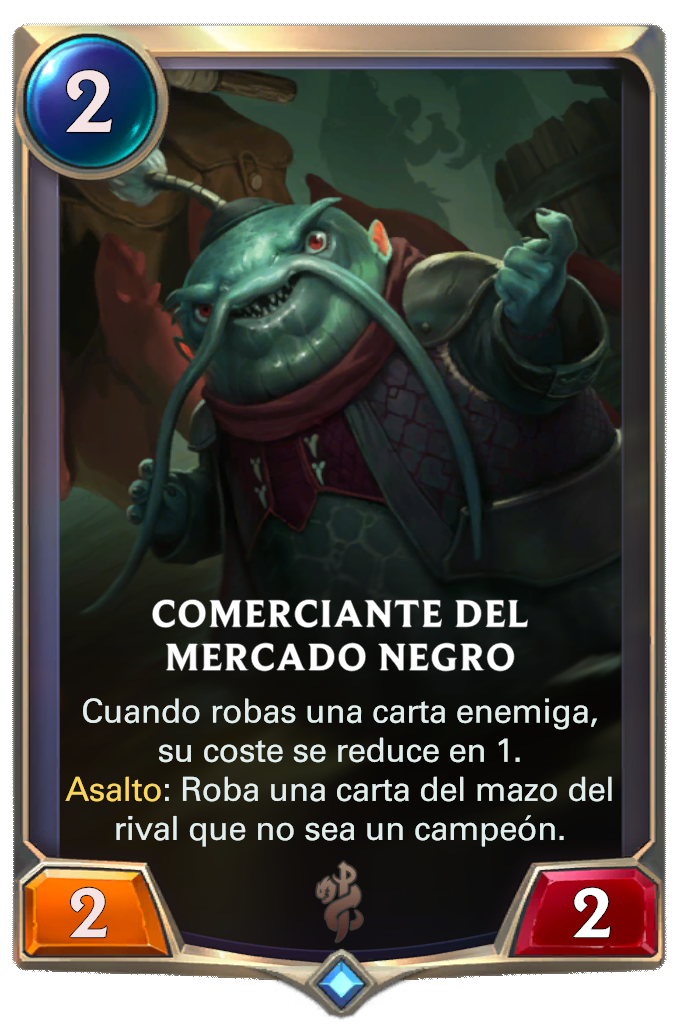 2
COMERCIANTE DEL
MERCADO NEGRO
Cuando robas una carta enemiga,
su coste se reduce en 1.
Asalto: Roba una carta del mazo del
rival que no sea un campeón.
2
2